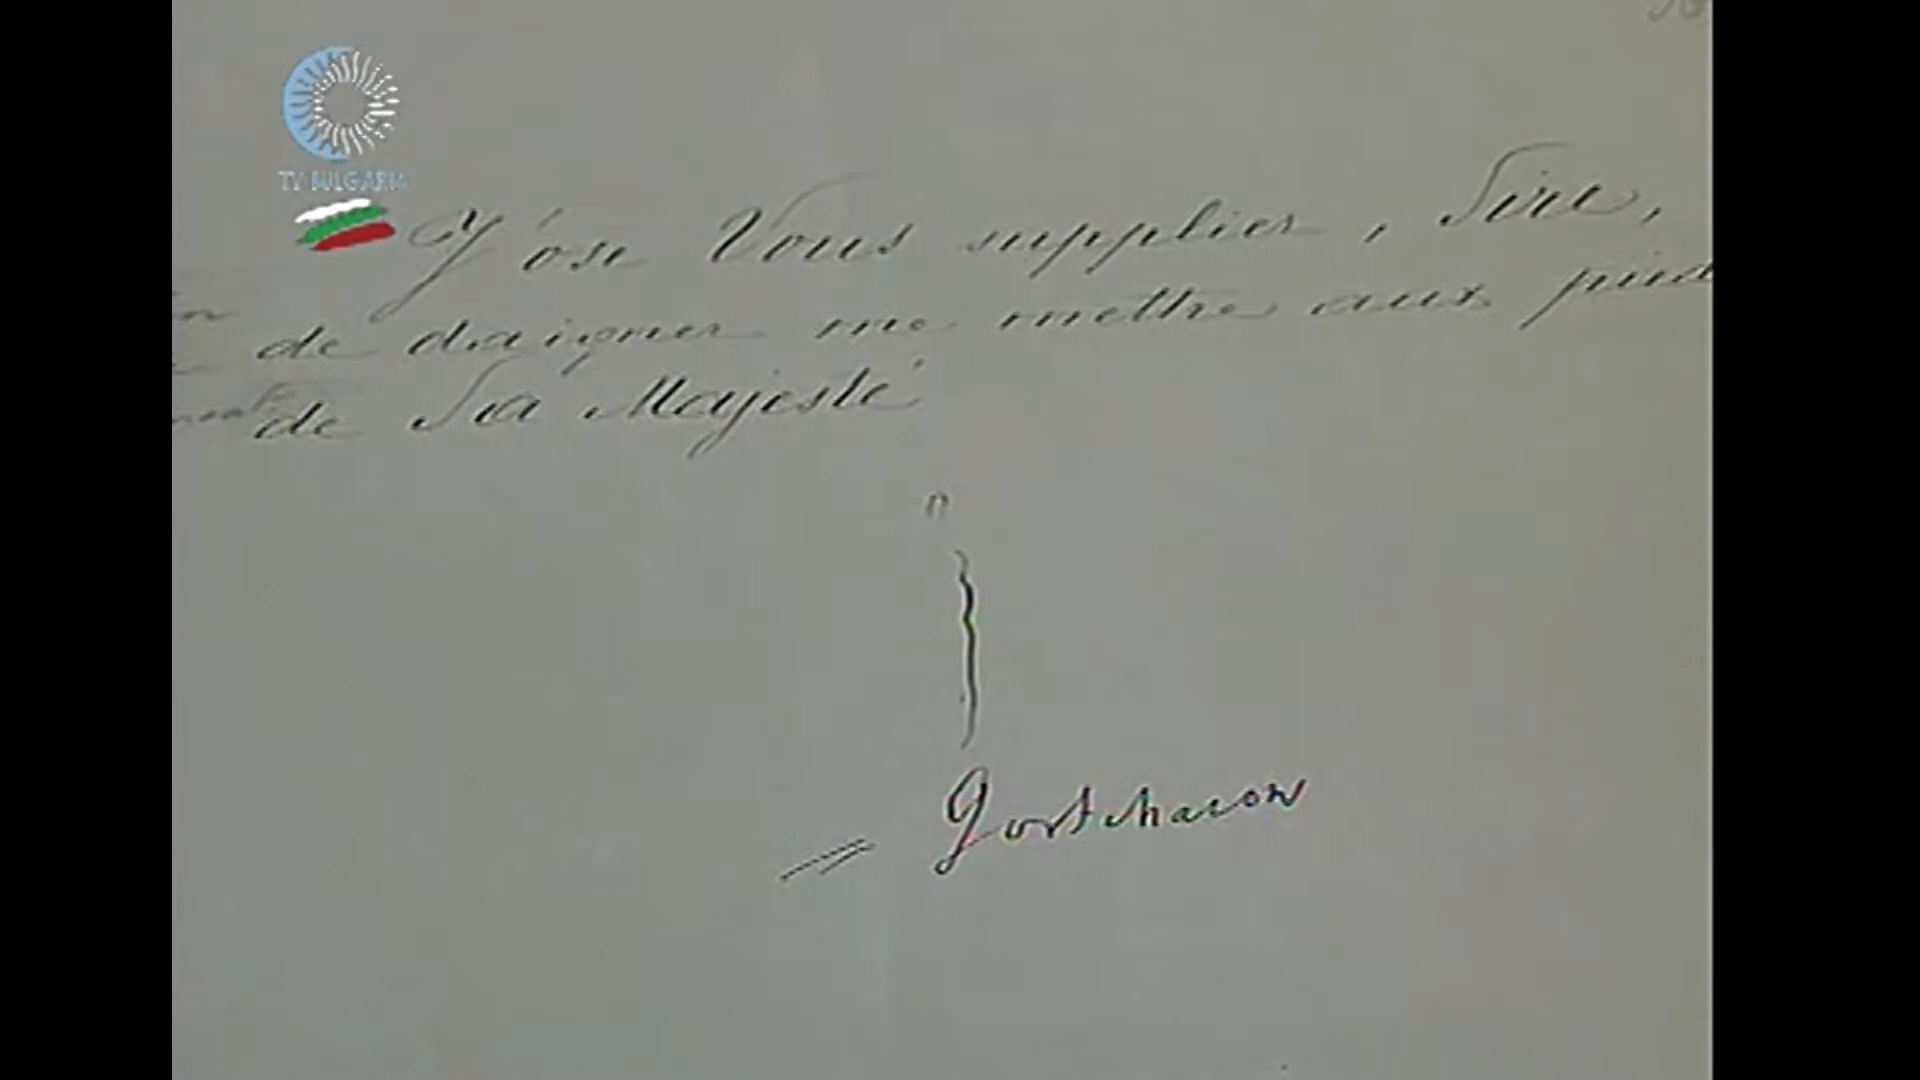 TV BULGARIA
J'ose Vous supplier, Sire,
de daigner me mettre aux pieds
de Sa Majesté
Gortchacow